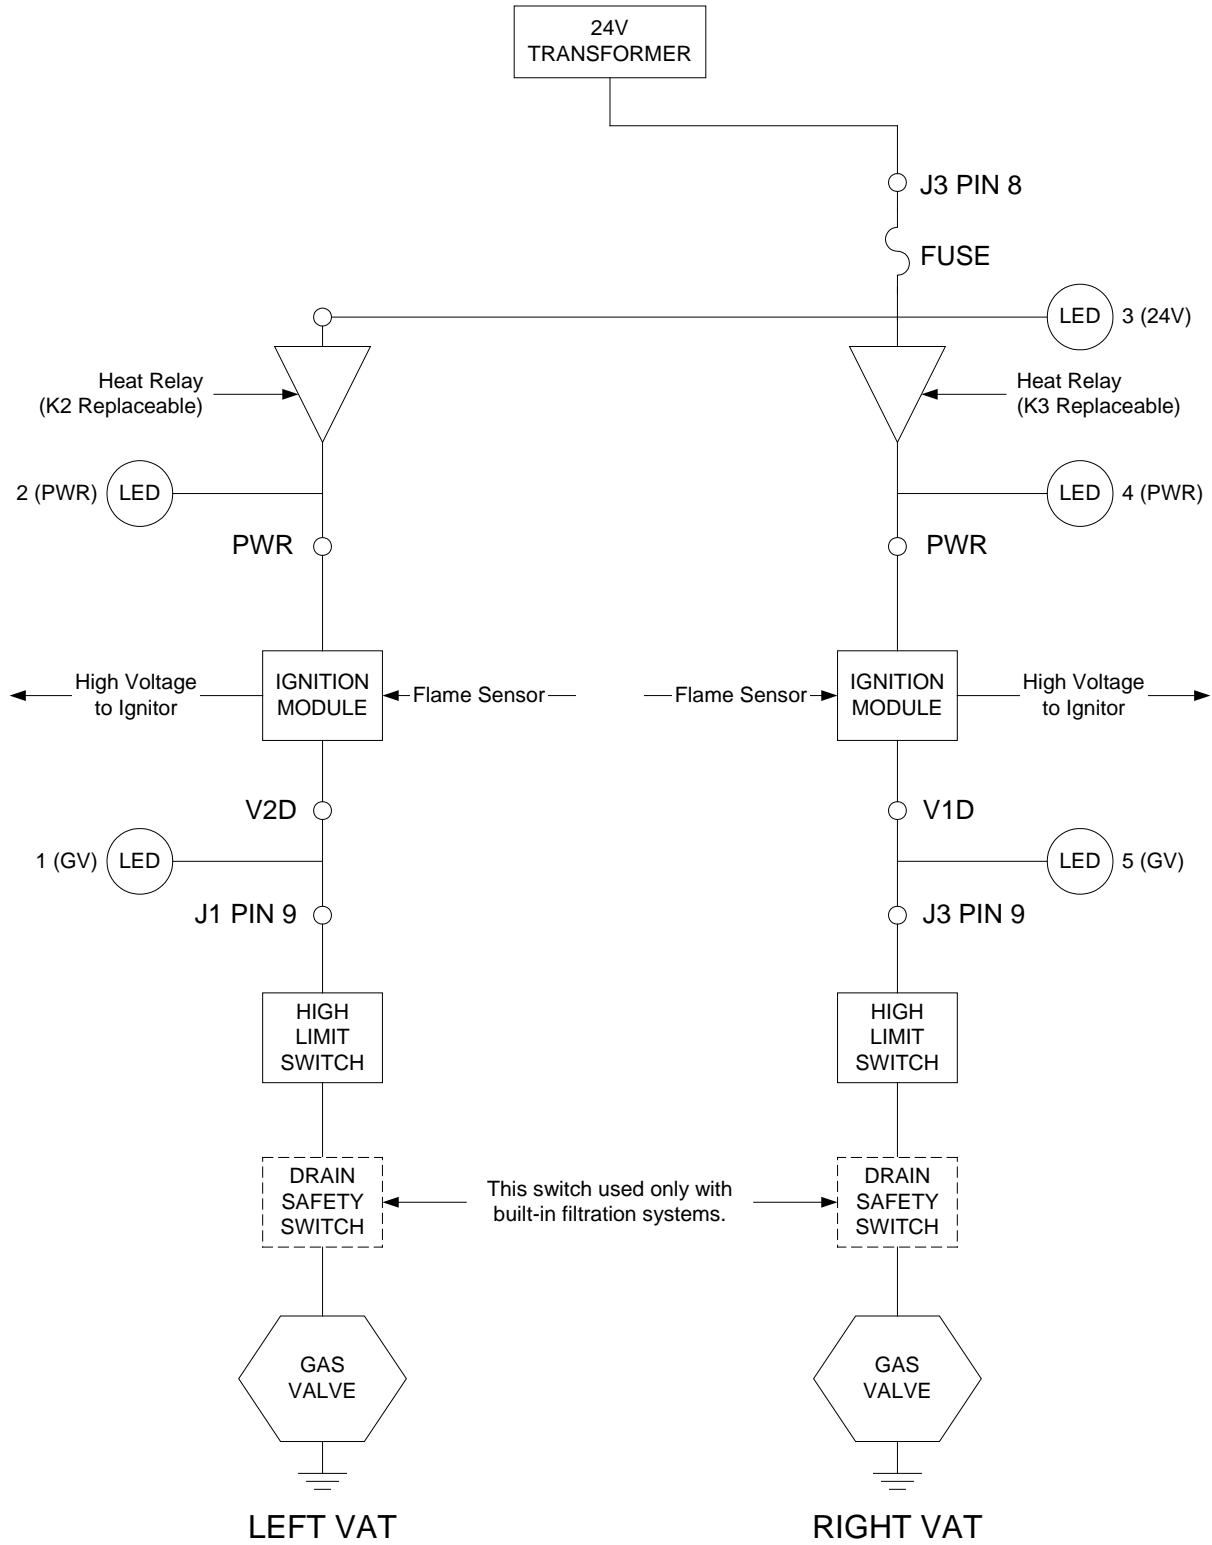 24V
TRANSFORMER
J3 PIN 8
FUSE
LED 3 (24V)
Heat Relay
(K2 Replaceable)
Heat Relay
(K3 Replaceable)
2 (PWR) LED
LED 4 (PWR)
PWR
PWR
High Voltage
to Ignitor
IGNITION
MODULE
Flame Sensor
Flame Sensor
IGNITION
MODULE
High Voltage
to Ignitor
V2D
V1D
1 (GV) LED
LED 5 (GV)
J1 PIN 9
J3 PIN 9
HIGH
LIMIT
SWITCH
HIGH
LIMIT
SWITCH
DRAIN
SAFETY
SWITCH
This switch used only with
built-in filtration systems.
DRAIN
SAFETY
SWITCH
GAS
VALVE
GAS
VALVE
LEFT VAT
RIGHT VAT